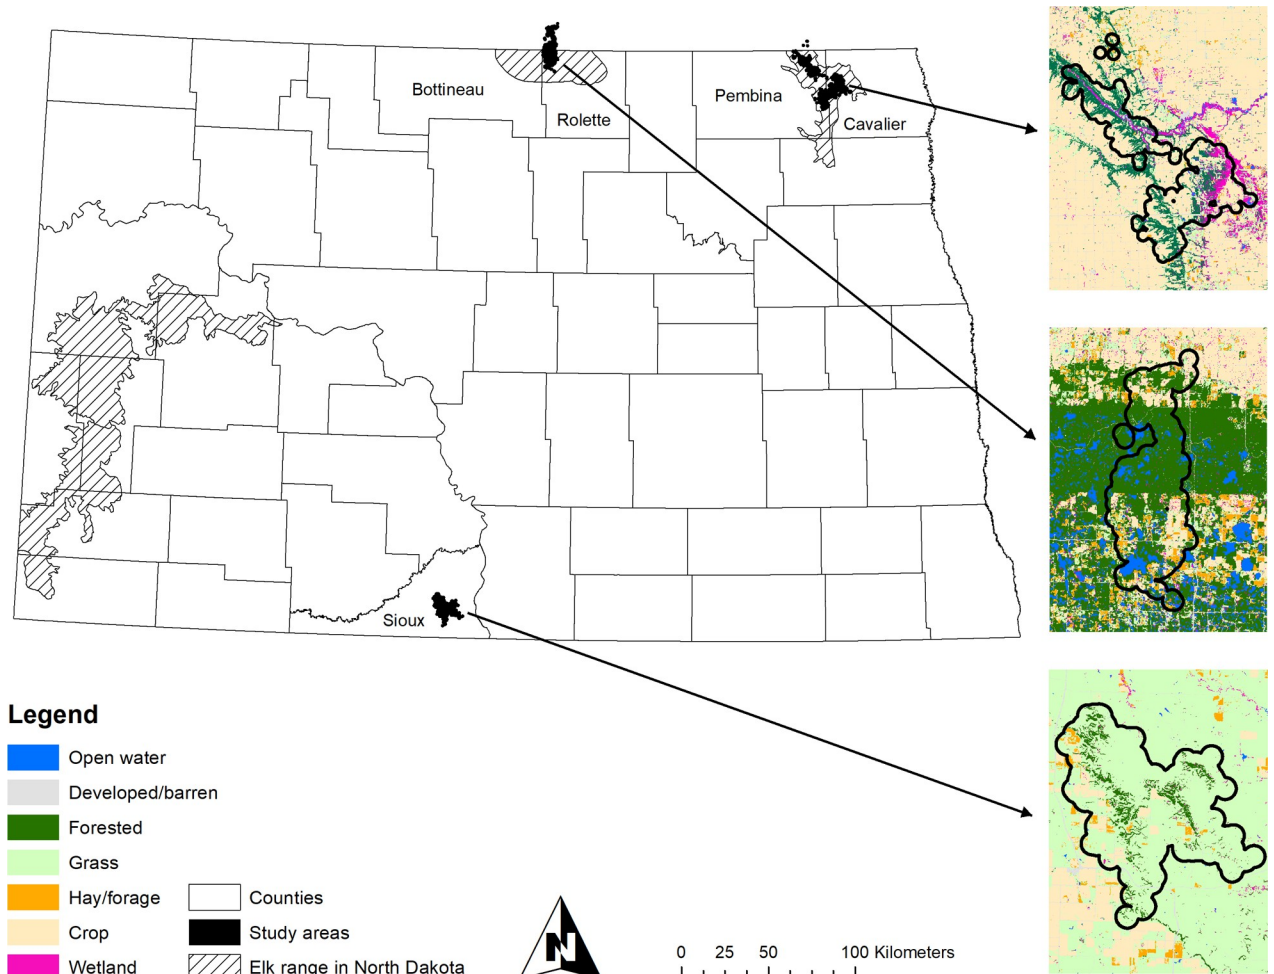 Bottineau
Rolette
Pembina
Cavalier
Sioux
Legend
Open water
Developed/barren
Forested
Grass
Hay/forage
Crop
Wetland
Counties
Study areas
Elk range in North Dakota
N
0 25 50 100 Kilometers